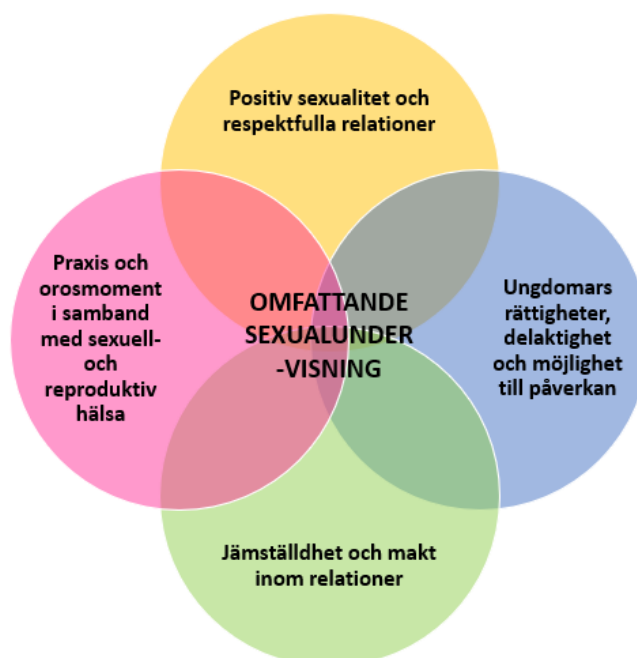 Positiv sexualitet och
respektfulla relationer
Praxis och
orosmoment
i samband
med sexuell-
och
reproduktiv
hälsa
OMFATTANDE
SEXUALUNDER
-VISNING
Ungdomars
rättigheter,
delaktighet
och möjlighet
till påverkan
Jämställdhet och makt
inom relationer